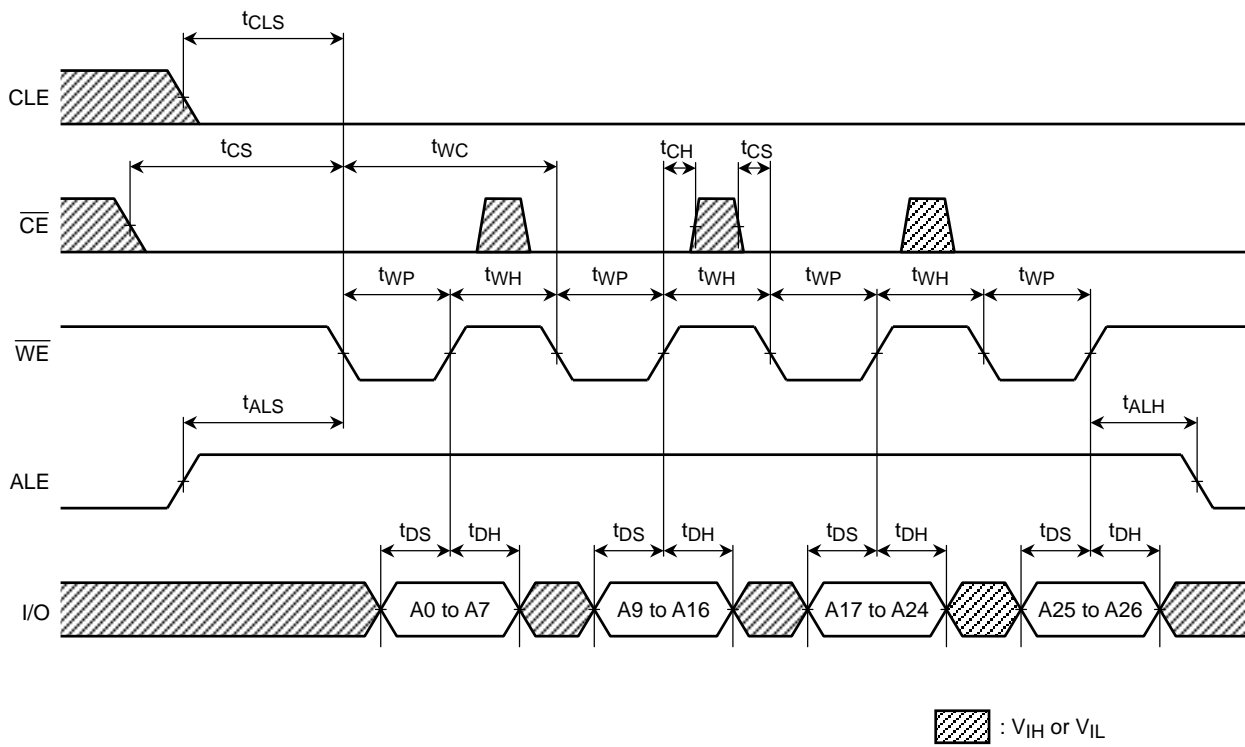 tCLS
CLE
tCS tWC tCH tCS
CE
tWP tWH tWP tWH tWP tWH tWP
WE
tALS tALH
ALE
tDS tDH tDS tDH tDS tDH tDS tDH
I/O A0 to A7 A9 to A16 A17 to A24 A25 to A26
: VIH or VIL